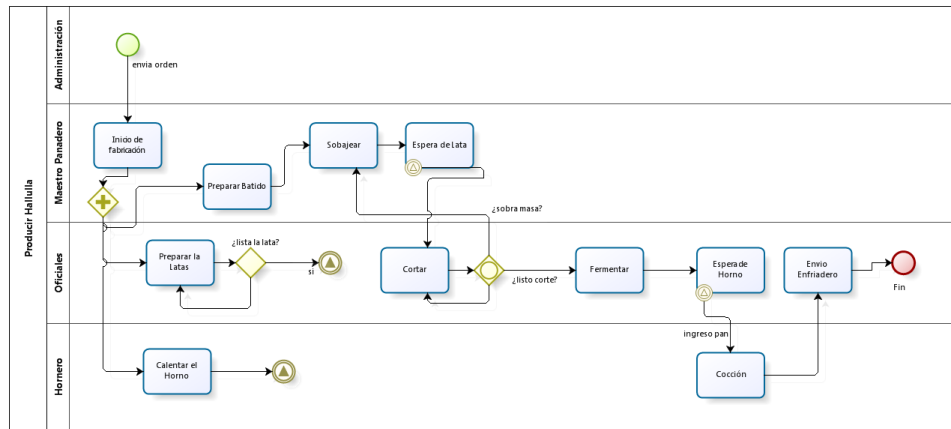 Producir Hallulla
Administración
envia orden
Maestro Panadero
Inicio de
fabricación
Preparar Batido
Sobajear
Espera de Lata
¿sobra masa?
Oficiales
Preparar la
Latas
¿lista la lata?
si
Cortar
¿listo corte?
Fermentar
Espera de
Horno
Envio
Enfriadero
Fin
Hornero
Calentar el
Horno
ingreso pan
Cocción